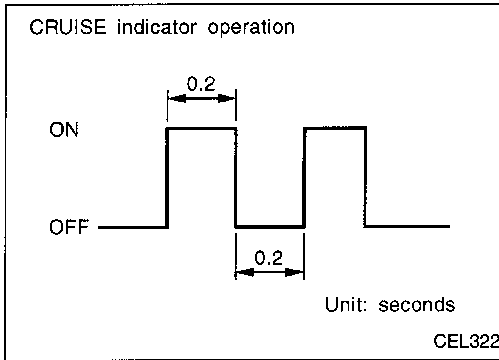 CRUISE indicator operation
0.2
ON
OFF
0.2
Unit: seconds
CEL322